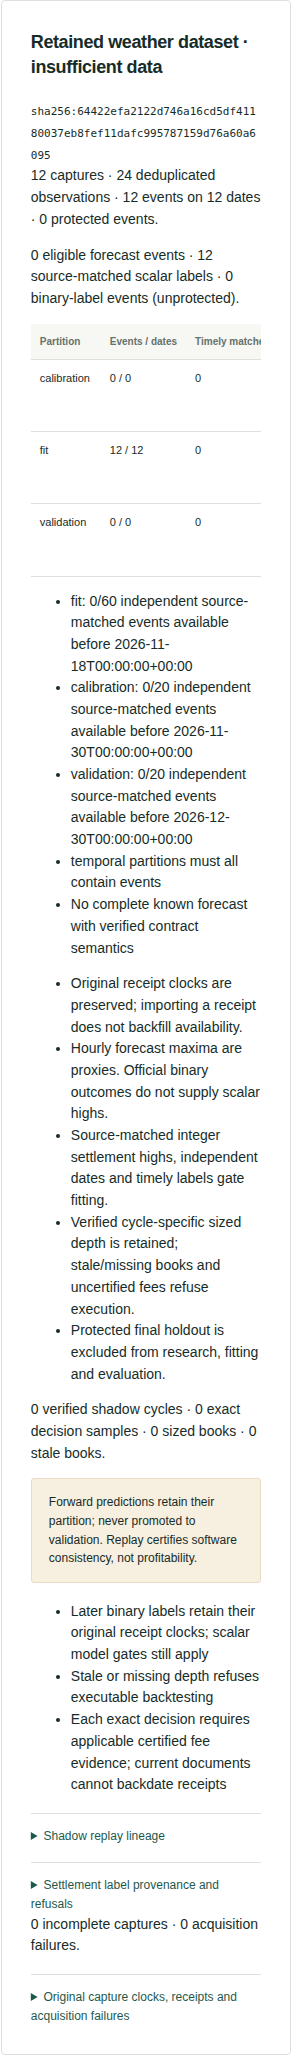 Retained weather dataset ·
insufficient data
sha256:64422efa2122d746a16cd5df411
80037eb8fef11dafc995787159d76a60a6
095
12 captures · 24 deduplicated
observations · 12 events on 12 dates
· 0 protected events.
0 eligible forecast events · 12
source-matched scalar labels · 0
binary-label events (unprotected).
Partition Events / dates Timely matche
calibration 0 / 0 0
fit 12 / 12 0
validation 0 / 0 0
• fit: 0/60 independent source-
matched events available
before 2026-11-
18T00:00:00+00:00
• calibration: 0/20 independent
source-matched events
available before 2026-11-
30T00:00:00+00:00
• validation: 0/20 independent
source-matched events
available before 2026-12-
30T00:00:00+00:00
• temporal partitions must all
contain events
• No complete known forecast
with verified contract
semantics
• Original receipt clocks are
preserved; importing a receipt
does not backfill availability.
• Hourly forecast maxima are
proxies. Official binary
outcomes do not supply scalar
highs.
• Source-matched integer
settlement highs, independent
dates and timely labels gate
fitting.
• Verified cycle-specific sized
depth is retained;
stale/missing books and
uncertified fees refuse
execution.
• Protected final holdout is
excluded from research, fitting
and evaluation.
0 verified shadow cycles · 0 exact
decision samples · 0 sized books · 0
stale books.
Forward predictions retain their
partition; never promoted to
validation. Replay certifies software
consistency, not profitability.
• Later binary labels retain their
original receipt clocks; scalar
model gates still apply
• Stale or missing depth refuses
executable backtesting
• Each exact decision requires
applicable certified fee
evidence; current documents
cannot backdate receipts
▶ Shadow replay lineage
▶ Settlement label provenance and
refusals
0 incomplete captures · 0 acquisition
failures.
▶ Original capture clocks, receipts and
acquisition failures